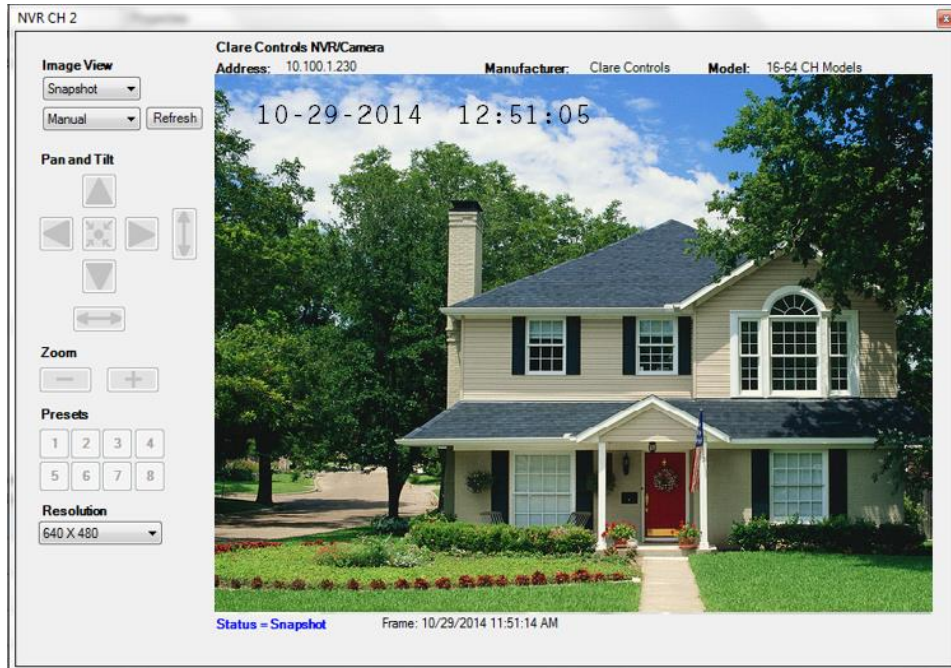 NVR CH 2
Clare Controls NVR/Camera
Address: 10.100.1.230 Manufacturer: Clare Controls Model: 16-64 CH Models
Image View
Snapshot
Manual Refresh
10-29-2014 12:51:05
Pan and Tilt
Zoom
Presets
1 2 3 4
5 6 7 8
Resolution
640 X 480
Status = Snapshot Frame: 10/29/2014 11:51:14 AM